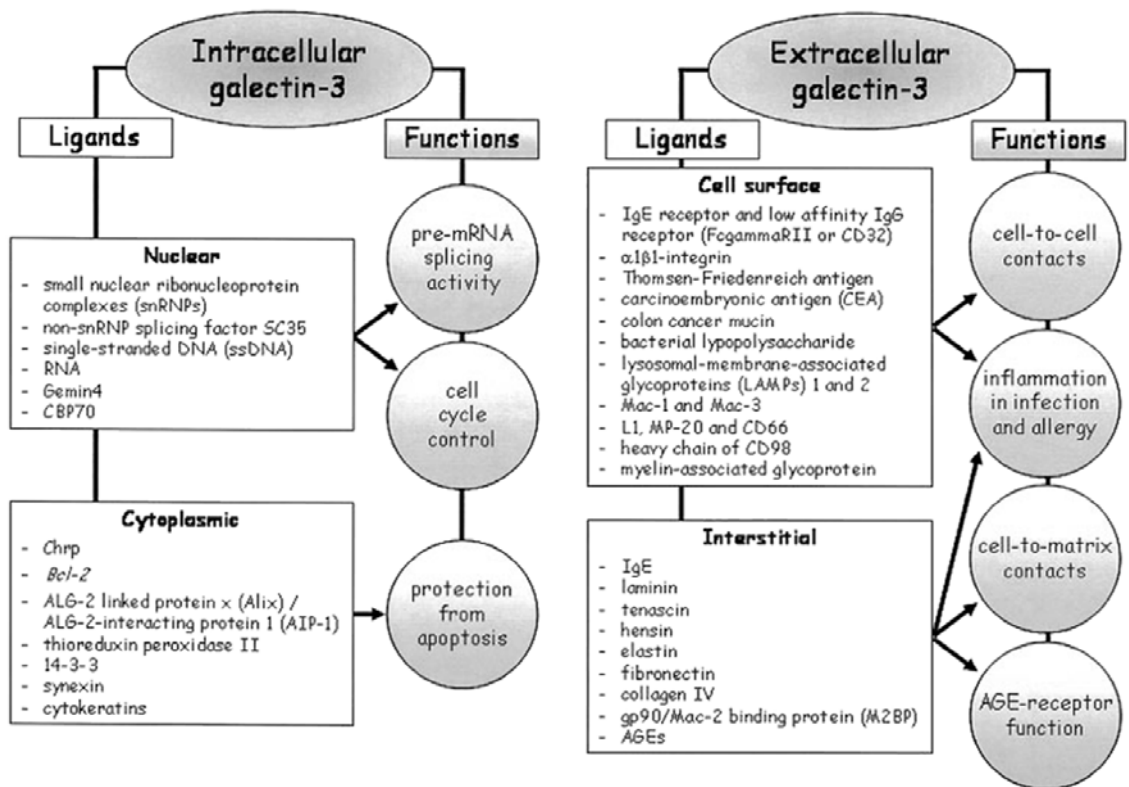 Intracellular
galectin-3
Ligands
Functions
Nuclear
- small nuclear ribonucleoprotein
complexes (snRNPs)
- non-snRNP splicing factor SC35
- single-stranded DNA (ssDNA)
- RNA
- Gemin4
- CBP70
Cytoplasmic
- Chrp
- Bcl-2
- ALG-2 linked protein x (Alix) /
ALG-2-interacting protein 1 (AIP-1)
- thioreduxin peroxidase II
- 14-3-3
- synexin
- cytokeratins
pre-mRNA
splicing
activity
cell
cycle
control
protection
from
apoptosis
Extracellular
galectin-3
Ligands
Functions
Cell surface
- IgE receptor and low affinity IgG
receptor (FcgammaRII or CD32)
- α1β1-integrin
- Thomsen-Friedenreich antigen
- carcinoembryonic antigen (CEA)
- colon cancer mucin
- bacterial lypopolysaccharide
- lysosomal-membrane-associated
glycoproteins (LAMPs) 1 and 2
- Mac-1 and Mac-3
- L1, MP-20 and CD66
- heavy chain of CD98
- myelin-associated glycoprotein
Interstitial
- IgE
- laminin
- tenascin
- hensin
- elastin
- fibronectin
- collagen IV
- gp90/Mac-2 binding protein (M2BP)
- AGEs
cell-to-cell
contacts
inflammation
in infection
and allergy
cell-to-matrix
contacts
AGE-receptor
function